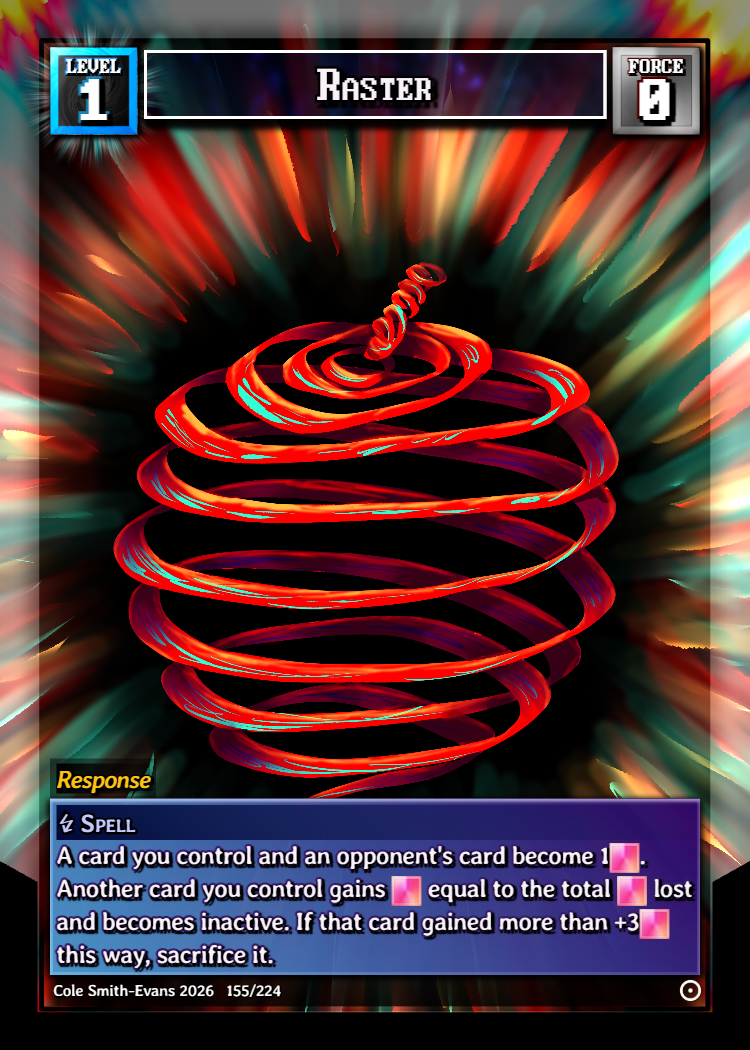 LEVEL
1
RASTER
FORCE
0
Response
SPELL
A card you control and an opponent's card become 1.
Another card you control gains equal to the total lost
and becomes inactive. If that card gained more than +3
this way, sacrifice it.
Cole Smith-Evans 2026 155/224